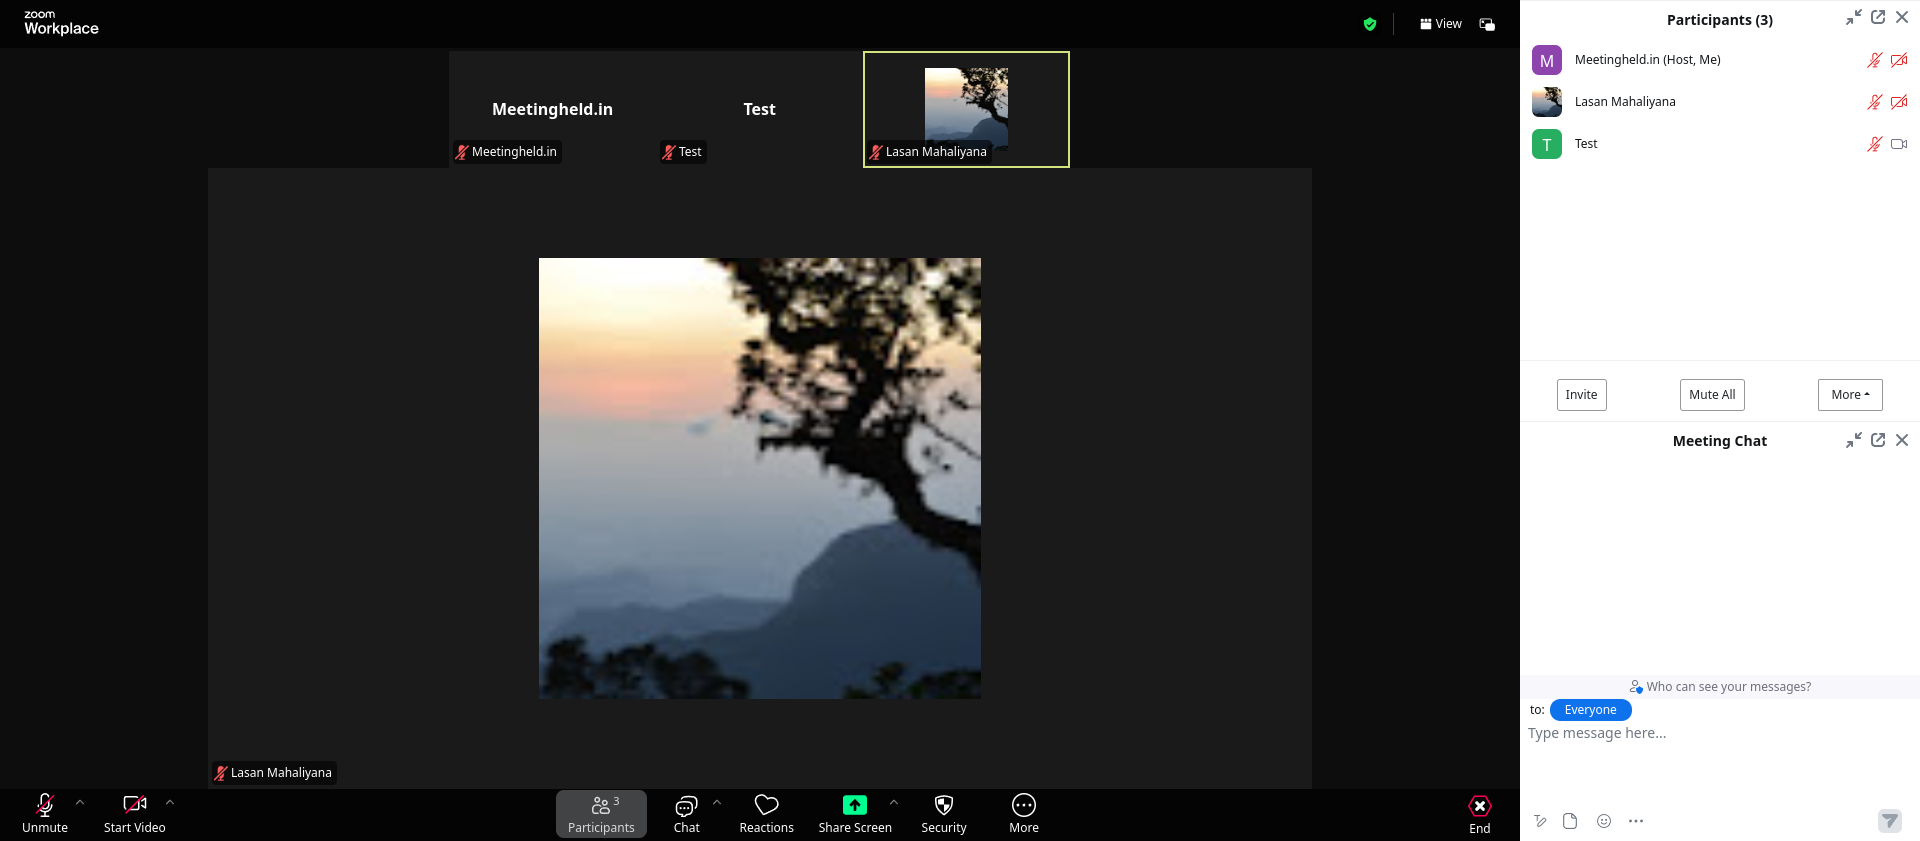 zoom
Workplace
View
Meetingheld.in
Test
Meetingheld.in
Test
Lasan Mahaliyana
Lasan Mahaliyana
Unmute
Start Video
3
Participants
Chat
Reactions
Share Screen
Security
More
End
Participants (3)
M
Meetingheld.in (Host, Me)
Lasan Mahaliyana
T
Test
Invite
Mute All
More
Meeting Chat
Who can see your messages?
to: Everyone
Type message here...